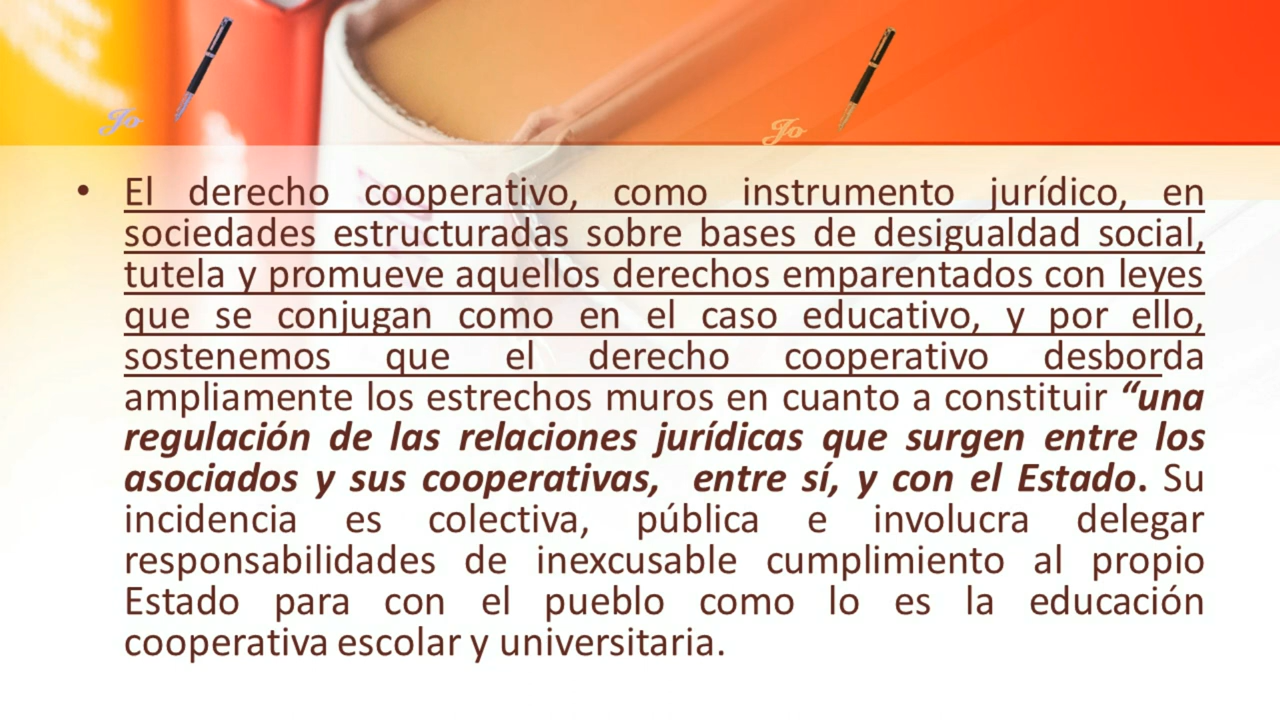 Jo
Jo
• El derecho cooperativo, como instrumento jurídico, en
sociedades estructuradas sobre bases de desigualdad social,
tutela y promueve aquellos derechos emparentados con leyes
que se conjugan como en el caso educativo, y por ello,
sostenemos que el derecho cooperativo desborda
ampliamente los estrechos muros en cuanto a constituir “una
regulación de las relaciones jurídicas que surgen entre los
asociados y sus cooperativas, entre sí, y con el Estado. Su
incidencia es colectiva, pública e involucra delegar
responsabilidades de inexcusable cumplimiento al propio
Estado para con el pueblo como lo es la educación
cooperativa escolar y universitaria.